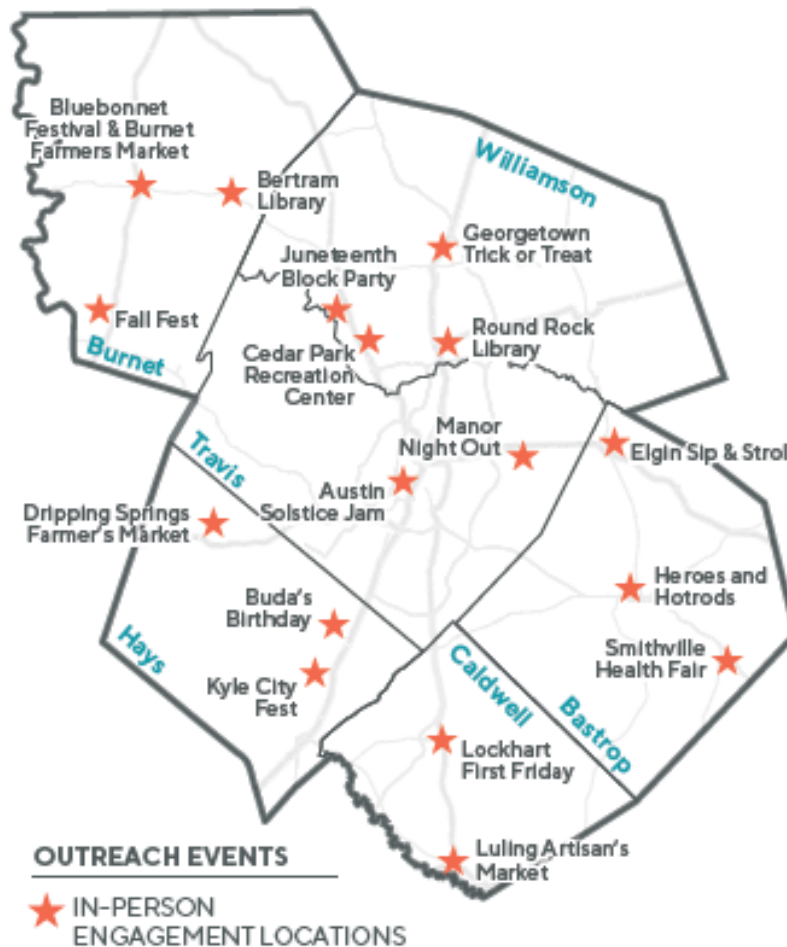 Bluebonnet
Festival & Burnet
Farmers Market
Bertram
Library
Williamson
Georgetown
Trick or Treat
Juneteenth
Block Party
Fall Fest
Burnet
Cedar Park
Recreation
Center
Round Rock
Library
Manor
Night Out
Elgin Sip & Strol
Travis
Austin
Solstice Jam
Dripping Springs
Farmer's Market
Heroes and
Hotrods
Buda's
Birthday
Hays
Kyle City
Fest
Caldwell
Smithville
Health Fair
Bastrop
Lockhart
First Friday
Luling Artisan's
Market
OUTREACH EVENTS
IN-PERSON
ENGAGEMENT LOCATIONS